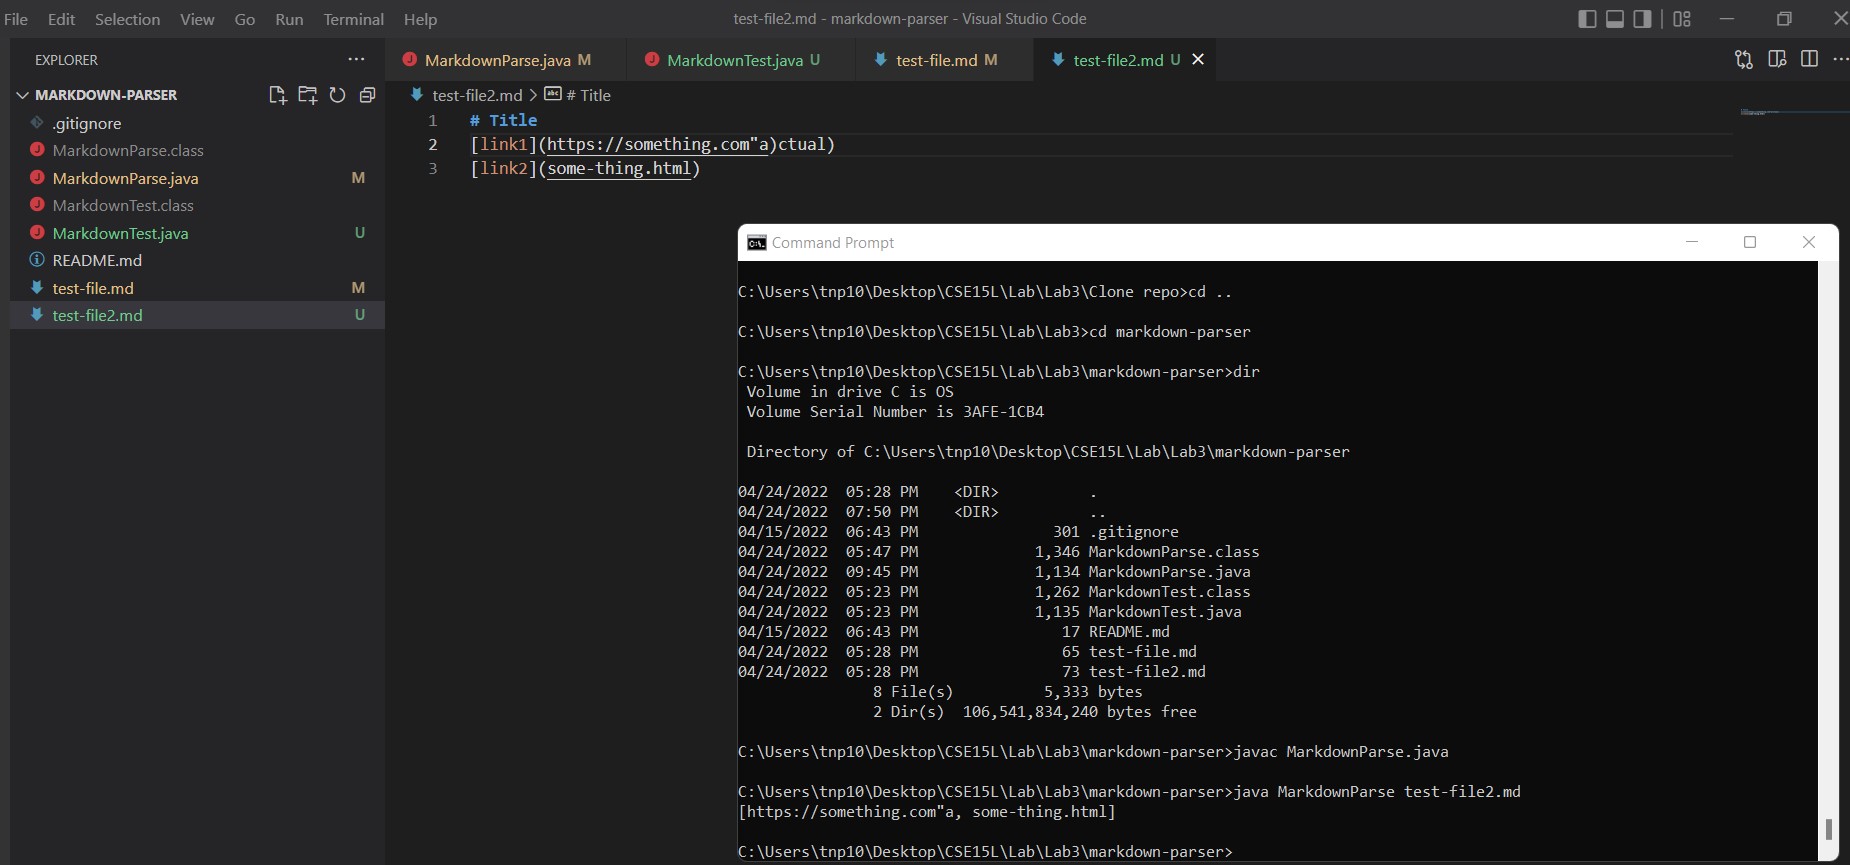 File Edit Selection View Go Run Terminal Help
test-file2.md - markdown-parser - Visual Studio Code
EXPLORER
MARKDOWN-PARSER
.gitignore
MarkdownParse.class
MarkdownParse.java M
MarkdownTest.class
MarkdownTest.java U
README.md
test-file.md M
test-file2.md U
MarkdownParse.java M
MarkdownTest.java U
test-file.md M
test-file2.md U
test-file2.md > # Title
1 # Title
2 [link1](https://something.com"a)ctual)
3 [link2](some-thing.html)
Command Prompt
C:\Users\tnp10\Desktop\CSE15L\Lab\Lab3\Clone repo>cd ..
C:\Users\tnp10\Desktop\CSE15L\Lab\Lab3>cd markdown-parser
C:\Users\tnp10\Desktop\CSE15L\Lab\Lab3\markdown-parser>dir
Volume in drive C is OS
Volume Serial Number is 3AFE-1CB4
Directory of C:\Users\tnp10\Desktop\CSE15L\Lab\Lab3\markdown-parser
04/24/2022 05:28 PM <DIR> .
04/24/2022 07:50 PM <DIR> ..
04/15/2022 06:43 PM 301 .gitignore
04/24/2022 05:47 PM 1,346 MarkdownParse.class
04/24/2022 09:45 PM 1,134 MarkdownParse.java
04/24/2022 05:23 PM 1,262 MarkdownTest.class
04/24/2022 05:23 PM 1,135 MarkdownTest.java
04/15/2022 06:43 PM 17 README.md
04/24/2022 05:28 PM 65 test-file.md
04/24/2022 05:28 PM 73 test-file2.md
8 File(s) 5,333 bytes
2 Dir(s) 106,541,834,240 bytes free
C:\Users\tnp10\Desktop\CSE15L\Lab\Lab3\markdown-parser>javac MarkdownParse.java
C:\Users\tnp10\Desktop\CSE15L\Lab\Lab3\markdown-parser>java MarkdownParse test-file2.md
[https://something.com"a, some-thing.html]
C:\Users\tnp10\Desktop\CSE15L\Lab\Lab3\markdown-parser>